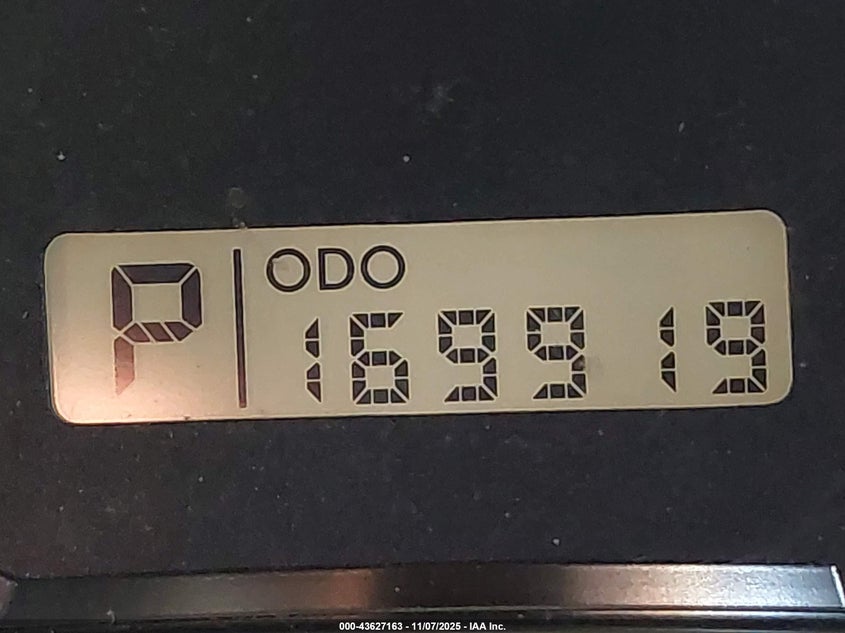 P
ODO
169919
000-43627163 - 11/07/2025 - IAA Inc.